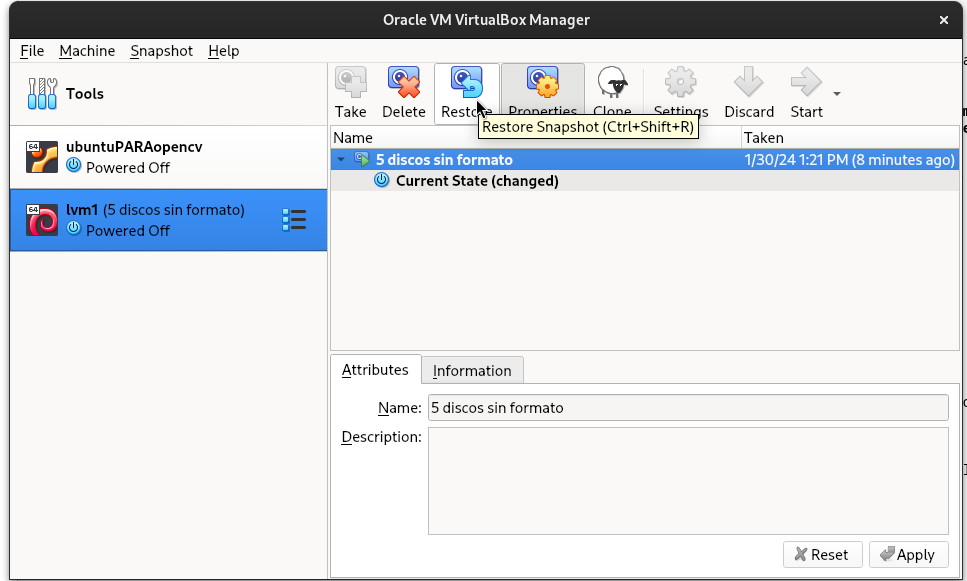 Oracle VM VirtualBox Manager
File Machine Snapshot Help
Tools
Take Delete Restore Properties Clone Settings Discard Start
Restore Snapshot (Ctrl+Shift+R)
Name Taken
64 ubuntuPARAopencv
Powered Off
5 discos sin formato 1/30/24 1:21 PM (8 minutes ago)
Current State (changed)
64 lvm1 (5 discos sin formato)
Powered Off
Attributes Information
Name: 5 discos sin formato
Description:
Reset Apply